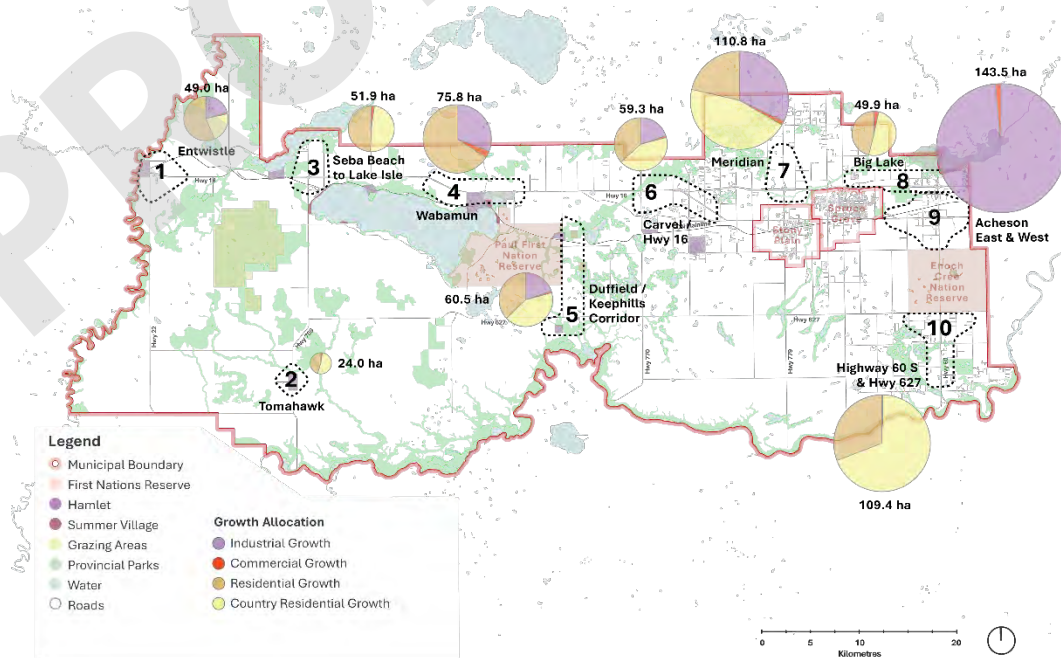 110.8 ha
143.5 ha
49.0 ha
51.9 ha
75.8 ha
59.3 ha
49.9 ha
Entwistle
Seba Beach
to Lake Isle
Meridian
Big Lake
1
3
4
6
7
8
9
Hwy 16
Hwy 16
Wabamun
Carvel /
Hwy 16
Spruce
Grove
Stony
Plain
Acheson
East & West
Paul First
Nation
Reserve
Enoch
Cree
Nation
Reserve
60.5 ha
Duffield /
Keephills
Corridor
5
Hwy 627
Hwy 627
10
Hwy 22
Hwy 759
Hwy 770
Hwy 779
Hwy 60
24.0 ha
2
Tomahawk
Highway 60 S
& Hwy 627
109.4 ha
Legend
Municipal Boundary
First Nations Reserve
Hamlet
Summer Village
Grazing Areas
Provincial Parks
Water
Roads
Growth Allocation
Industrial Growth
Commercial Growth
Residential Growth
Country Residential Growth
0 5 10 20
Kilometres